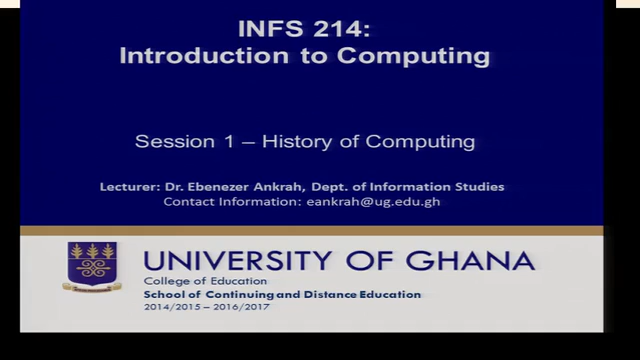 INFS 214:
Introduction to Computing
Session 1 – History of Computing
Lecturer: Dr. Ebenezer Ankrah, Dept. of Information Studies
Contact Information: eankrah@ug.edu.gh
UNIVERSITY OF GHANA
College of Education
School of Continuing and Distance Education
2014/2015 – 2016/2017